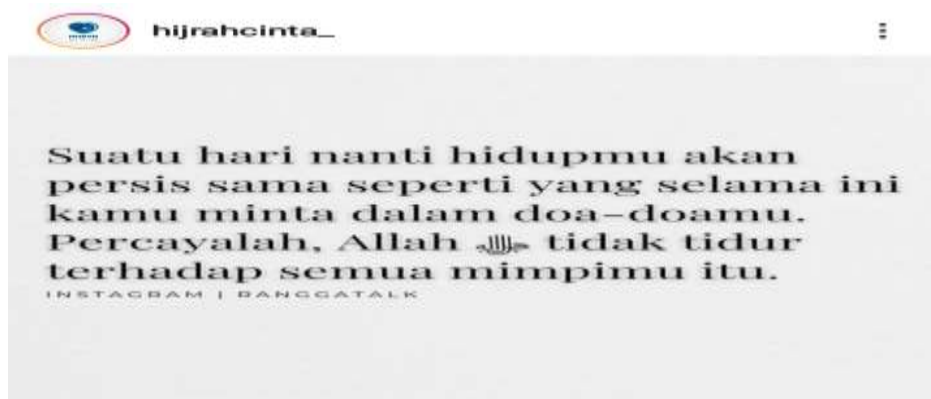 hijrahcinta_
Suatu hari nanti hidupmu akan
persis sama seperti yang selama ini
kamu minta dalam doa-doamu.
Percayalah, Allah ﷻ tidak tidur
terhadap semua mimpimu itu.
INSTAGRAM | RANGGATALK